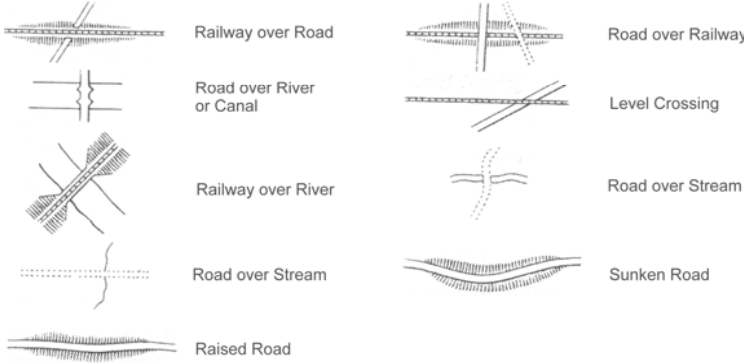 Railway over Road
Road over Railway
Road over River
or Canal
Level Crossing
Railway over River
Road over Stream
Road over Stream
Sunken Road
Raised Road